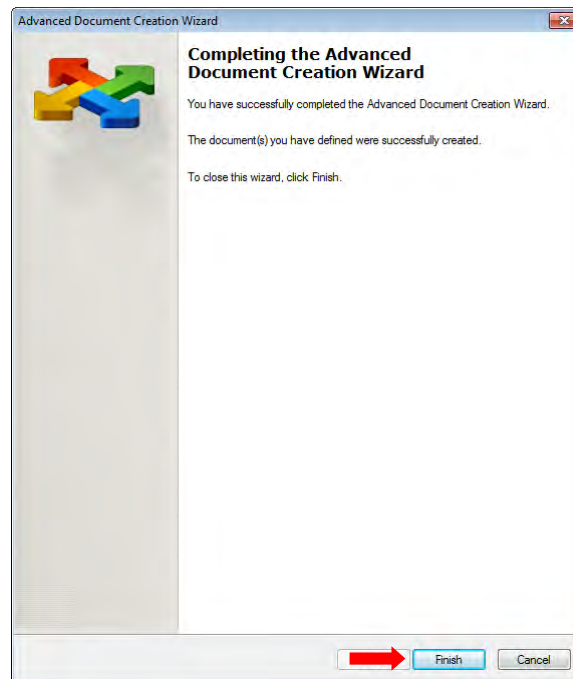 Advanced Document Creation Wizard
Completing the Advanced
Document Creation Wizard
You have successfully completed the Advanced Document Creation Wizard.
The document(s) you have defined were successfully created.
To close this wizard, click Finish.
Finish
Cancel